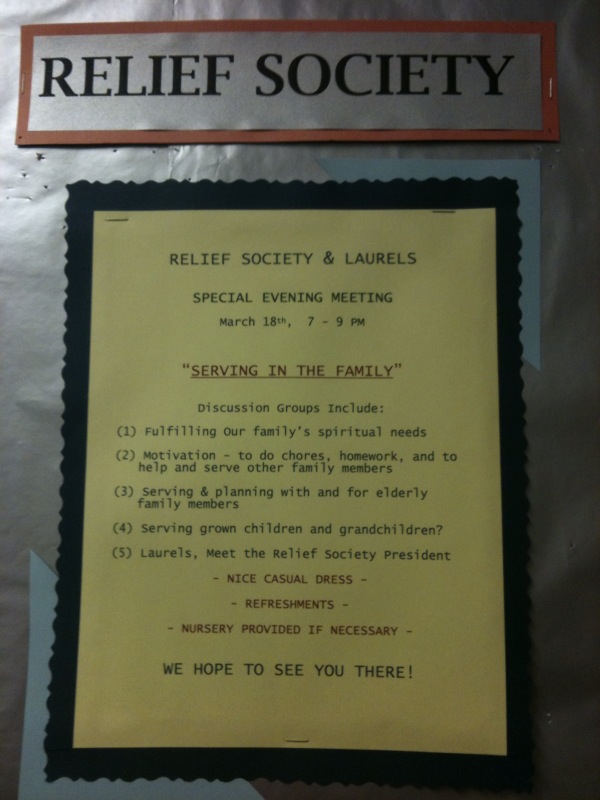 RELIEF SOCIETY
RELIEF SOCIETY & LAURELS
SPECIAL EVENING MEETING
March 18th, 7 - 9 PM
"SERVING IN THE FAMILY"
Discussion Groups Include:
(1) Fulfilling Our family's spiritual needs
(2) Motivation - to do chores, homework, and to
help and serve other family members
(3) Serving & planning with and for elderly
family members
(4) Serving grown children and grandchildren?
(5) Laurels, Meet the Relief Society President
- NICE CASUAL DRESS -
- REFRESHMENTS -
- NURSERY PROVIDED IF NECESSARY -
WE HOPE TO SEE YOU THERE!